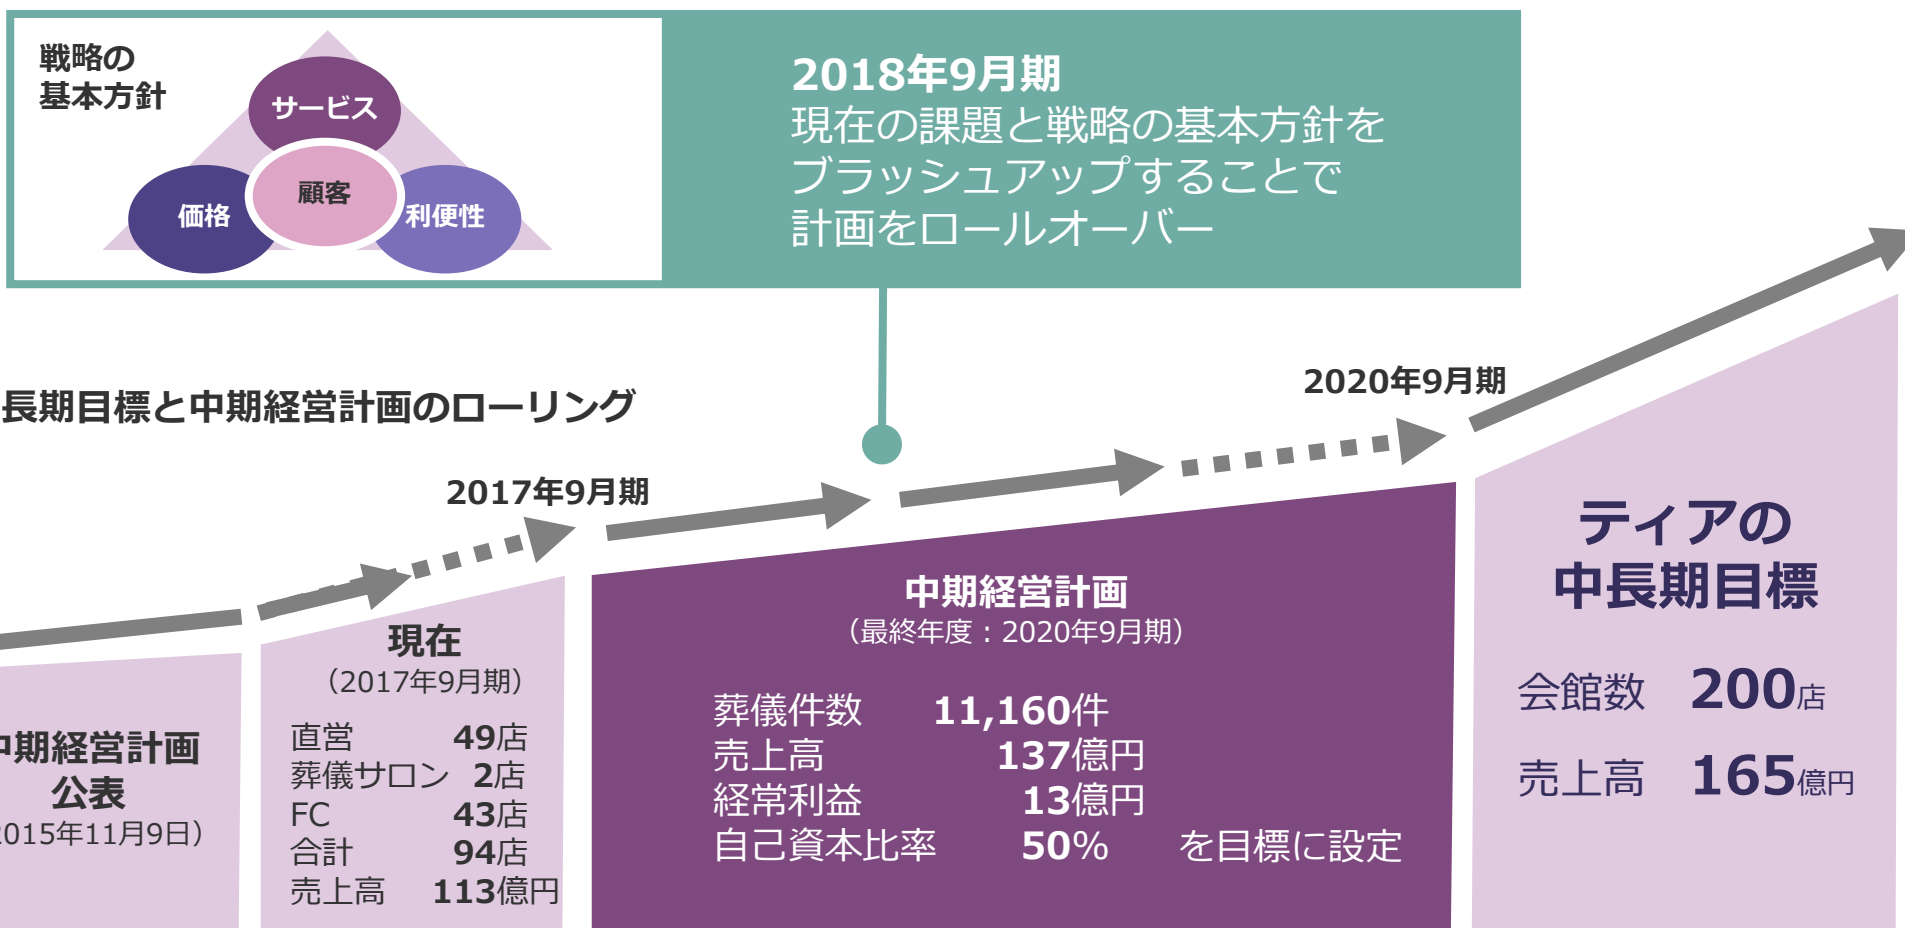 戦略の
基本方針
サービス
顧客
価格
利便性
2018年9月期
現在の課題と戦略の基本方針を
ブラッシュアップすることで
計画をロールオーバー
長期目標と中期経営計画のローリング
2017年9月期
2020年9月期
期経営計画
公表
015年11月9日）
現在
（2017年9月期）
直営 49店
葬儀サロン 2店
FC 43店
合計 94店
売上高 113億円
中期経営計画
（最終年度：2020年9月期）
葬儀件数 11,160件
売上高 137億円
経常利益 13億円
自己資本比率 50% を目標に設定
ティアの
中長期目標
会館数 200店
売上高 165億円